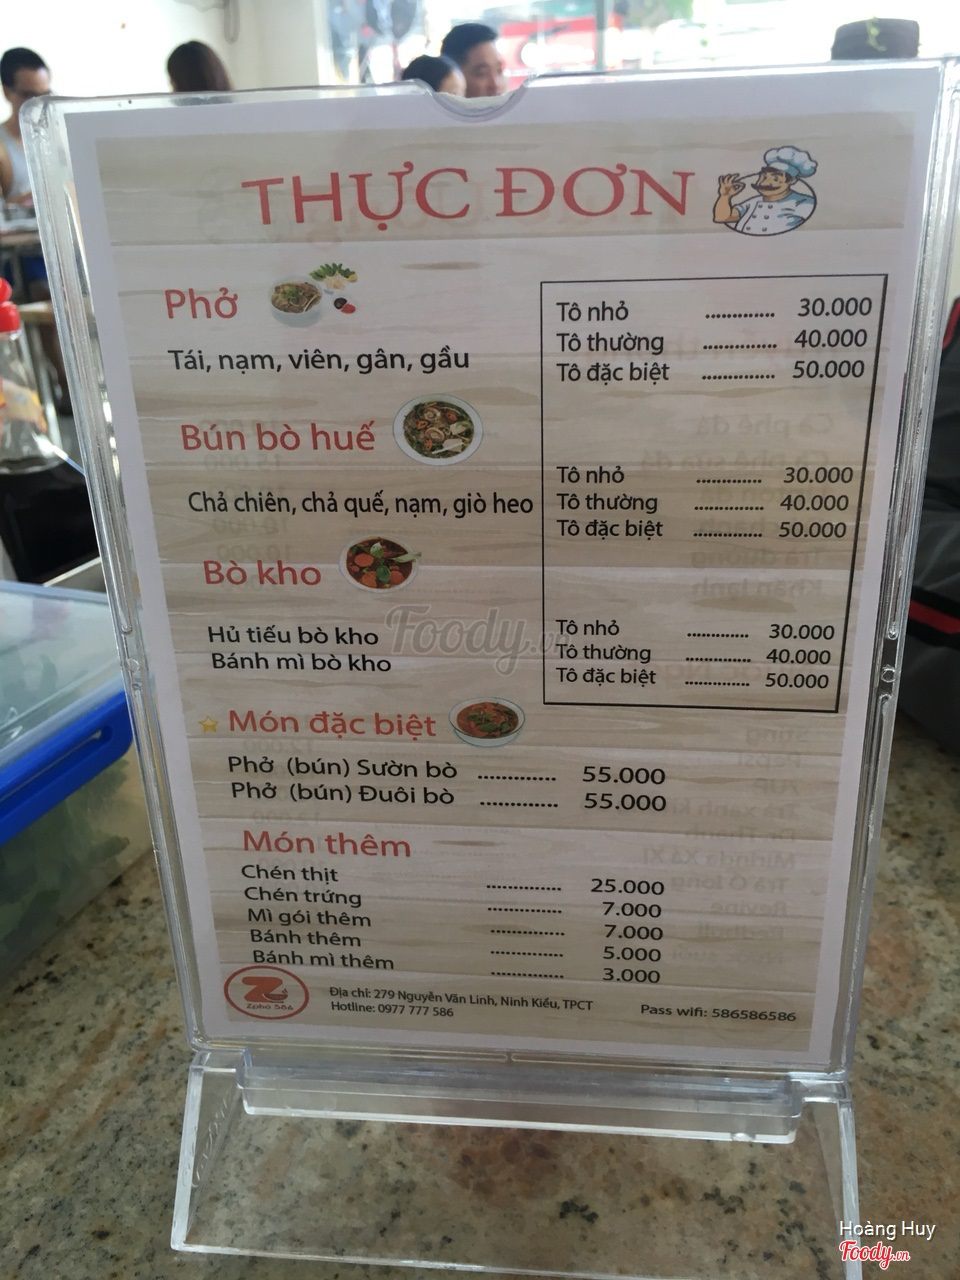 THỰC ĐƠN
Phở
Tái, nạm, viên, gân, gầu
Tô nhỏ ............. 30.000
Tô thường .............. 40.000
Tô đặc biệt .............. 50.000
Bún bò huế
Chả chiên, chả quế, nạm, giò heo
Tô nhỏ ............. 30.000
Tô thường .............. 40.000
Tô đặc biệt .............. 50.000
Bò kho
Hủ tiếu bò kho
Bánh mì bò kho
Tô nhỏ ............. 30.000
Tô thường .............. 40.000
Tô đặc biệt .............. 50.000
Foody.vn
Món đặc biệt
Phở (bún) Sườn bò ............. 55.000
Phở (bún) Đuôi bò ............. 55.000
Món thêm
Chén thịt .............. 25.000
Chén trứng .............. 7.000
Mì gói thêm .............. 7.000
Bánh thêm .............. 5.000
Bánh mì thêm .............. 3.000
Zpho 586
Địa chỉ: 279 Nguyễn Văn Linh, Ninh Kiều, TPCT
Hotline: 0977 777 586
Pass wifi: 586586586
Hoàng Huy
Foody.vn